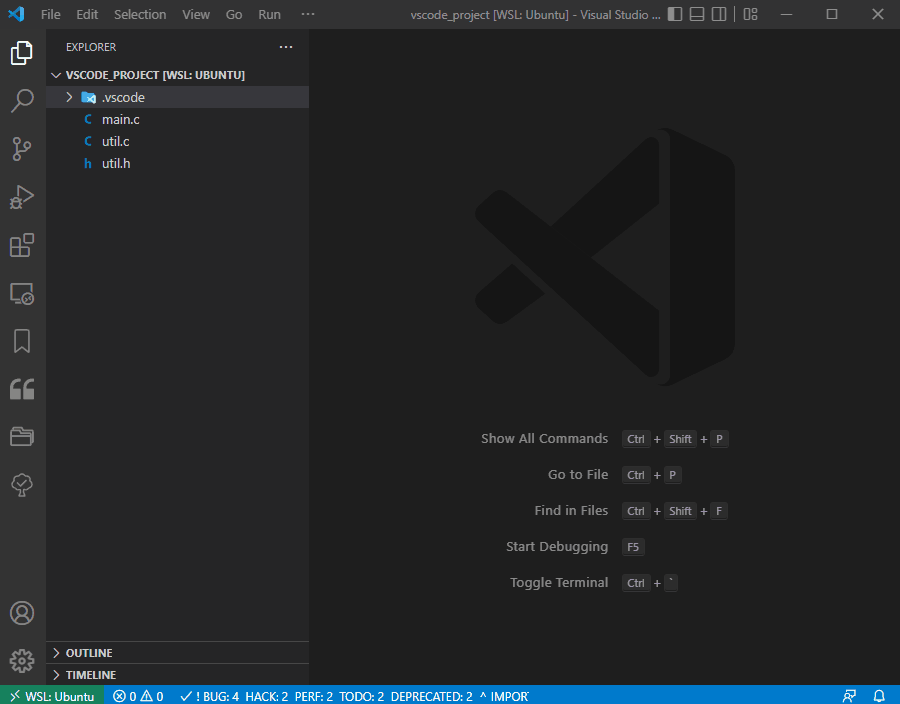 File Edit Selection View Go Run ··· vscode_project [WSL: Ubuntu] - Visual Studio ...
EXPLORER ···
VSCODE_PROJECT [WSL: UBUNTU]
.vscode
C main.c
C util.c
h util.h
Show All Commands Ctrl + Shift + P
Go to File Ctrl + P
Find in Files Ctrl + Shift + F
Start Debugging F5
Toggle Terminal Ctrl + `
OUTLINE
TIMELINE
WSL: Ubuntu 0 0 ! BUG: 4 HACK: 2 PERF: 2 TODO: 2 DEPRECATED: 2 ^ IMPOR